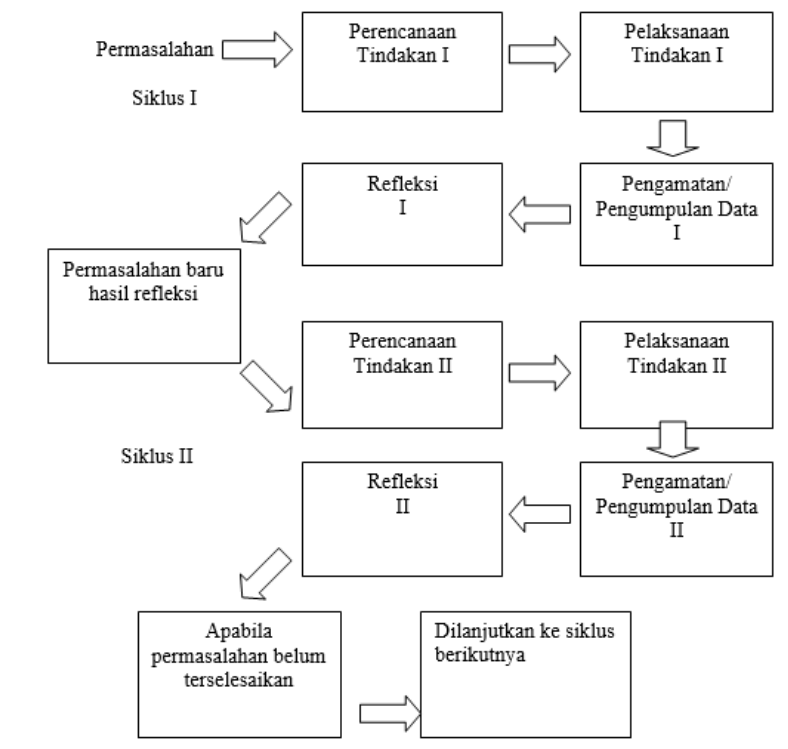 Permasalahan
Perencanaan
Tindakan I
Pelaksanaan
Tindakan I
Siklus I
Refleksi
I
Pengamatan/
Pengumpulan Data
I
Permasalahan baru
hasil refleksi
Perencanaan
Tindakan II
Pelaksanaan
Tindakan II
Siklus II
Refleksi
II
Pengamatan/
Pengumpulan Data
II
Apabila
permasalahan belum
terselesaikan
Dilanjutkan ke siklus
berikutnya